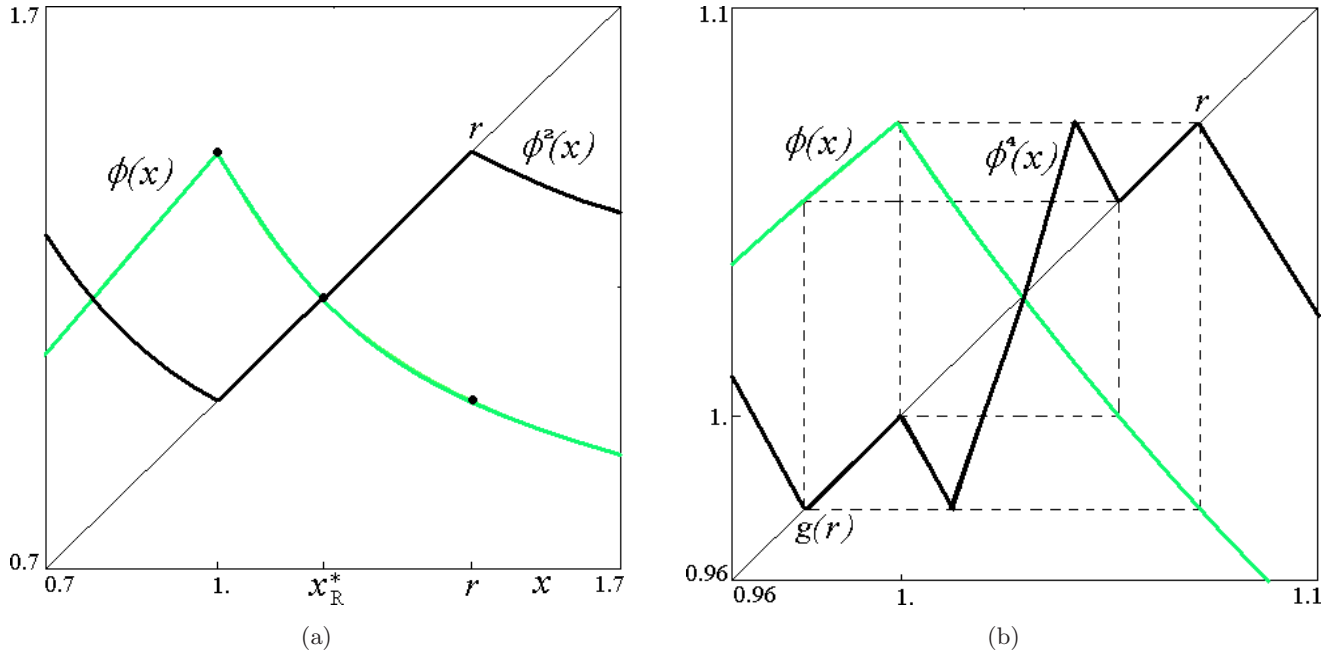 1.7
r
ϕ(x)
ϕ²(x)
0.7
0.7
1.
x*R
r
x
1.7
(a)
1.1
r
ϕ(x)
ϕ⁴(x)
1.
g(r)
0.96
0.96
1.
1.1
(b)